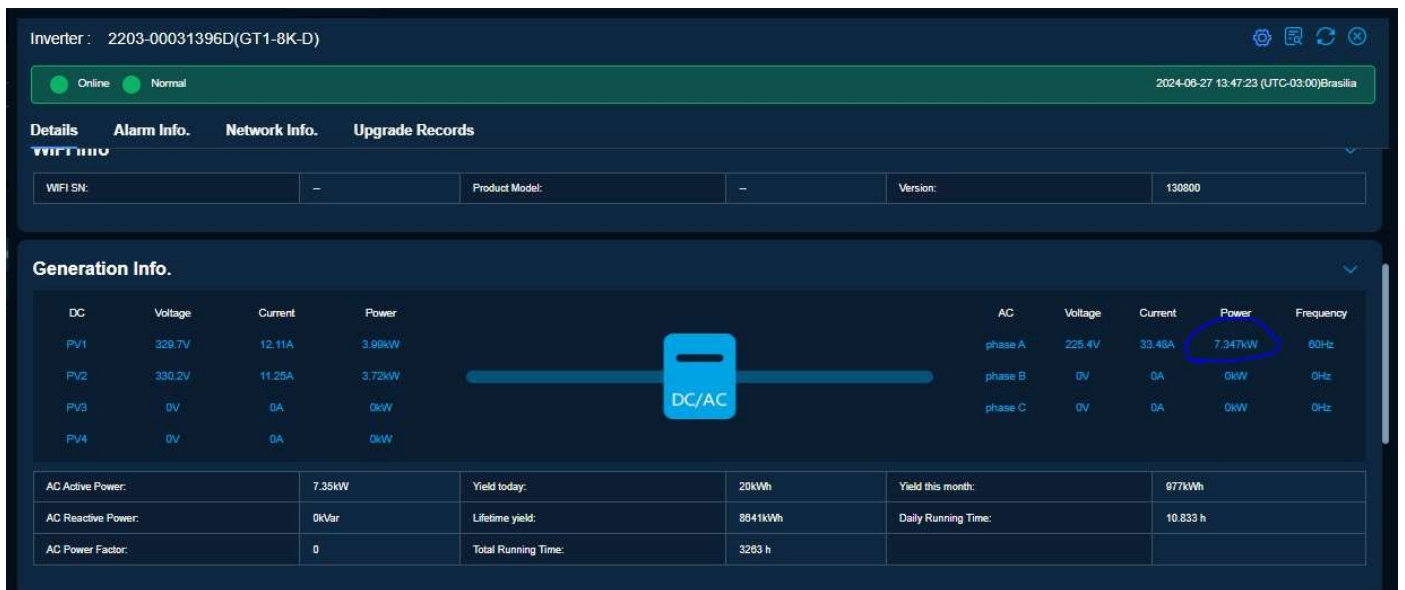 Inverter : 2203-00031396D(GT1-8K-D)
Online Normal 2024-06-27 13:47:23 (UTC-03:00)Brasilia
Details Alarm Info. Network Info. Upgrade Records
WIFI Info
WIFI SN: – Product Model: – Version: 130800
Generation Info.
DC Voltage Current Power AC Voltage Current Power Frequency
PV1 329.7V 12.11A 3.99kW phase A 225.4V 33.48A 7.347kW 60Hz
PV2 330.2V 11.25A 3.72kW phase B 0V 0A 0kW 0Hz
DC/AC
PV3 0V 0A 0kW phase C 0V 0A 0kW 0Hz
PV4 0V 0A 0kW
AC Active Power: 7.35kW Yield today: 20kWh Yield this month: 977kWh
AC Reactive Power: 0kVar Lifetime yield: 8641kWh Daily Running Time: 10.833 h
AC Power Factor: 0 Total Running Time: 3263 h